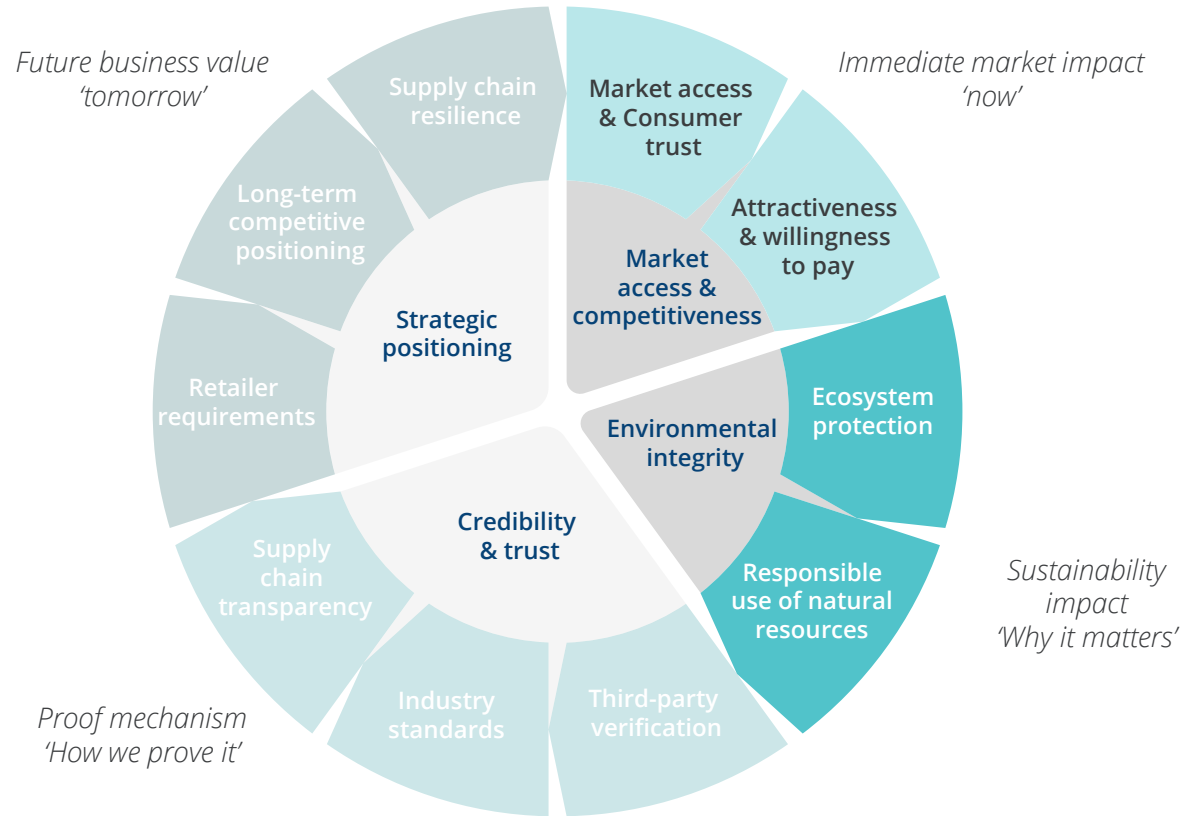 Future business value
‘tomorrow’
Immediate market impact
‘now’
Supply chain
resilience
Market access
& Consumer
trust
Long-term
competitive
positioning
Attractiveness
& willingness
to pay
Market
access &
competitiveness
Strategic
positioning
Retailer
requirements
Ecosystem
protection
Environmental
integrity
Credibility
& trust
Supply
chain
transparency
Responsible
use of natural
resources
Sustainability
impact
‘Why it matters’
Industry
standards
Third-party
verification
Proof mechanism
‘How we prove it’